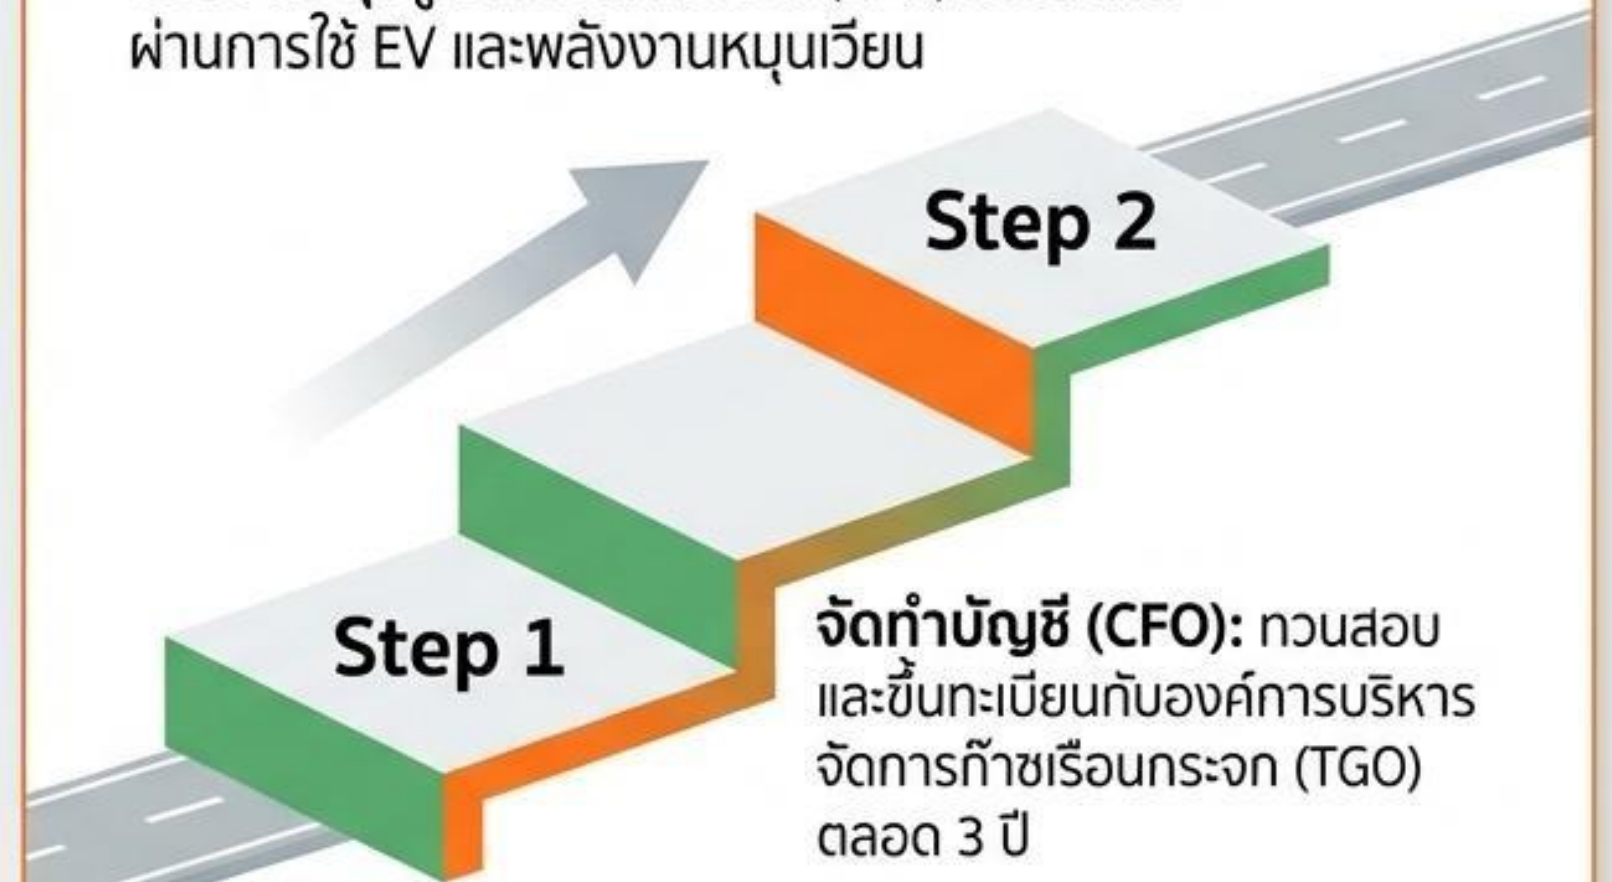 ผ่านการใช้ EV และพลังงานหมุนเวียน
Step 2
Step 1
จัดทำบัญชี (CFO): ทวนสอบ
และขึ้นทะเบียนกับองค์การบริหาร
จัดการก๊าซเรือนกระจก (TGO)
ตลอด 3 ปี